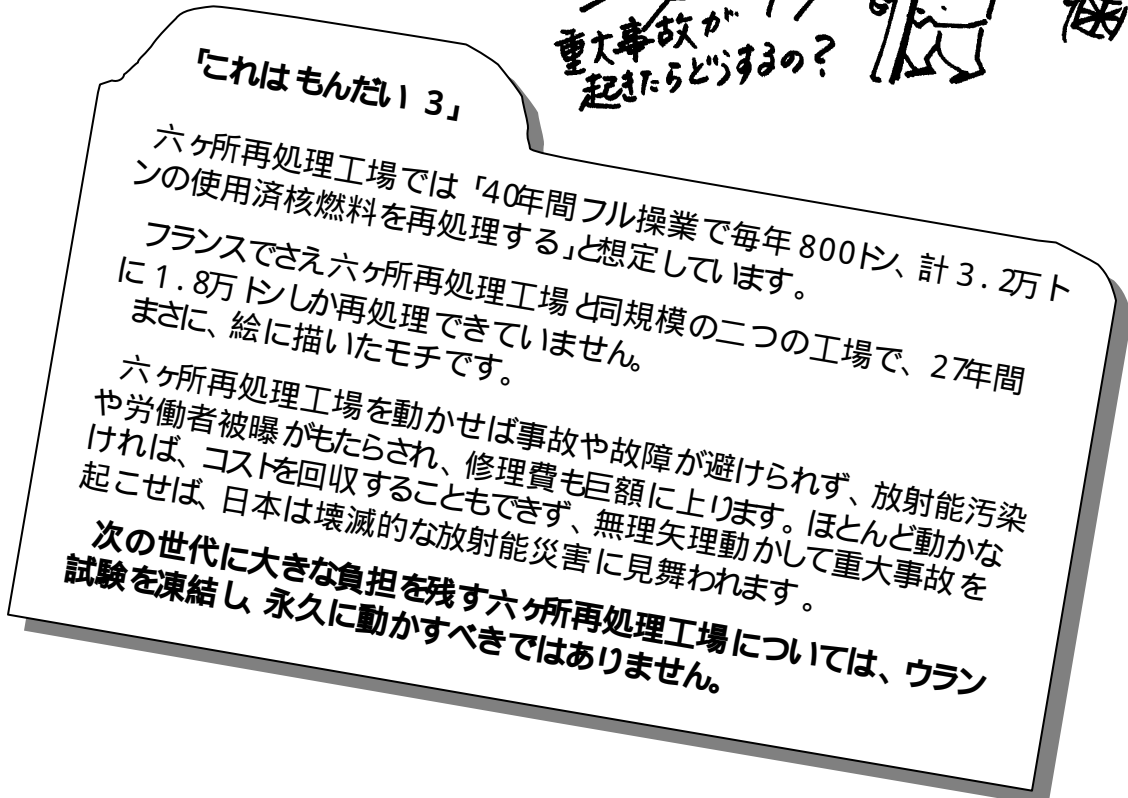 重大事故が
起きたらどうするの？
「これはもんだい 3」
六ヶ所再処理工場では「40年間フル操業で毎年800トン、計3.2万ト
ンの使用済核燃料を再処理する」と想定しています。
フランスでさえ六ヶ所再処理工場と同規模の二つの工場で、27年間
に1.8万トンしか再処理できていません。
まさに、絵に描いたモチです。
六ヶ所再処理工場を動かせば事故や故障が避けられず、放射能汚染
や労働者被曝がもたらされ、修理費も巨額に上ります。ほとんど動かな
ければ、コストを回収することもできず、無理矢理動かして重大事故を
起こせば、日本は壊滅的な放射能災害に見舞われます。
次の世代に大きな負担を残す六ヶ所再処理工場については、ウラン
試験を凍結し、永久に動かすべきではありません。